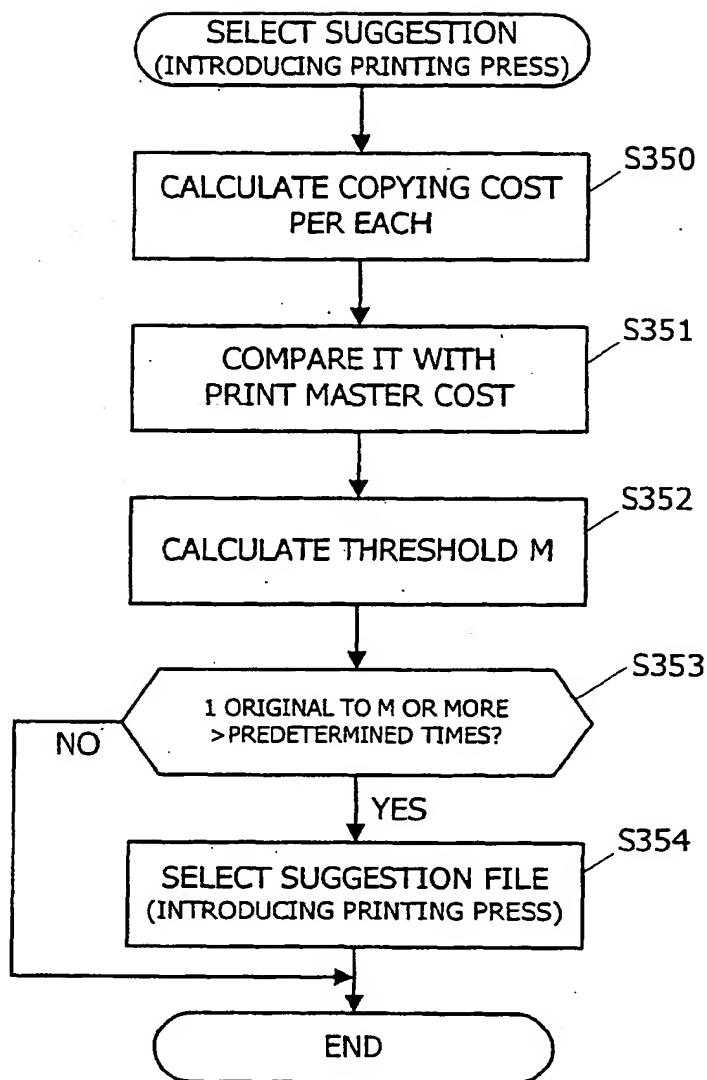 SELECT SUGGESTION
(INTRODUCING PRINTING PRESS)
S350
CALCULATE COPYING COST
PER EACH
S351
COMPARE IT WITH
PRINT MASTER COST
S352
CALCULATE THRESHOLD M
S353
1 ORIGINAL TO M OR MORE
>PREDETERMINED TIMES?
NO
YES
S354
SELECT SUGGESTION FILE
(INTRODUCING PRINTING PRESS)
END